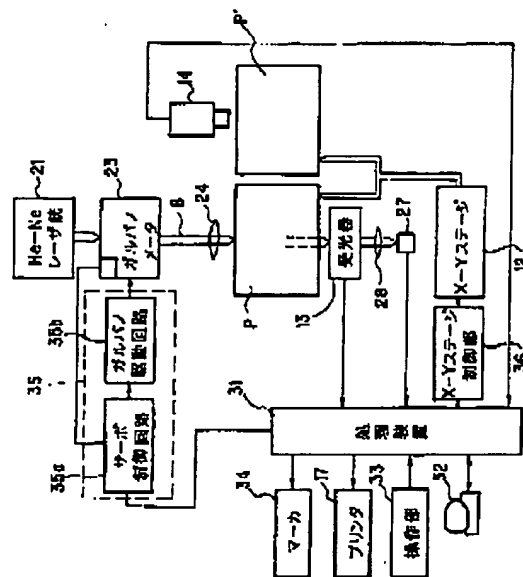 21
He-Ne
レーザ銃
23
ガルバノ
メータ
B
24
P
P'
14
35
35b
ガルバノ
駆動回路
35a
サーボ
制御回路
13
受光器
28
27
X-Yステージ
X-Yステージ
制御部
36
31
処理装置
34
マーカ
17
プリンタ
33
操作部
32